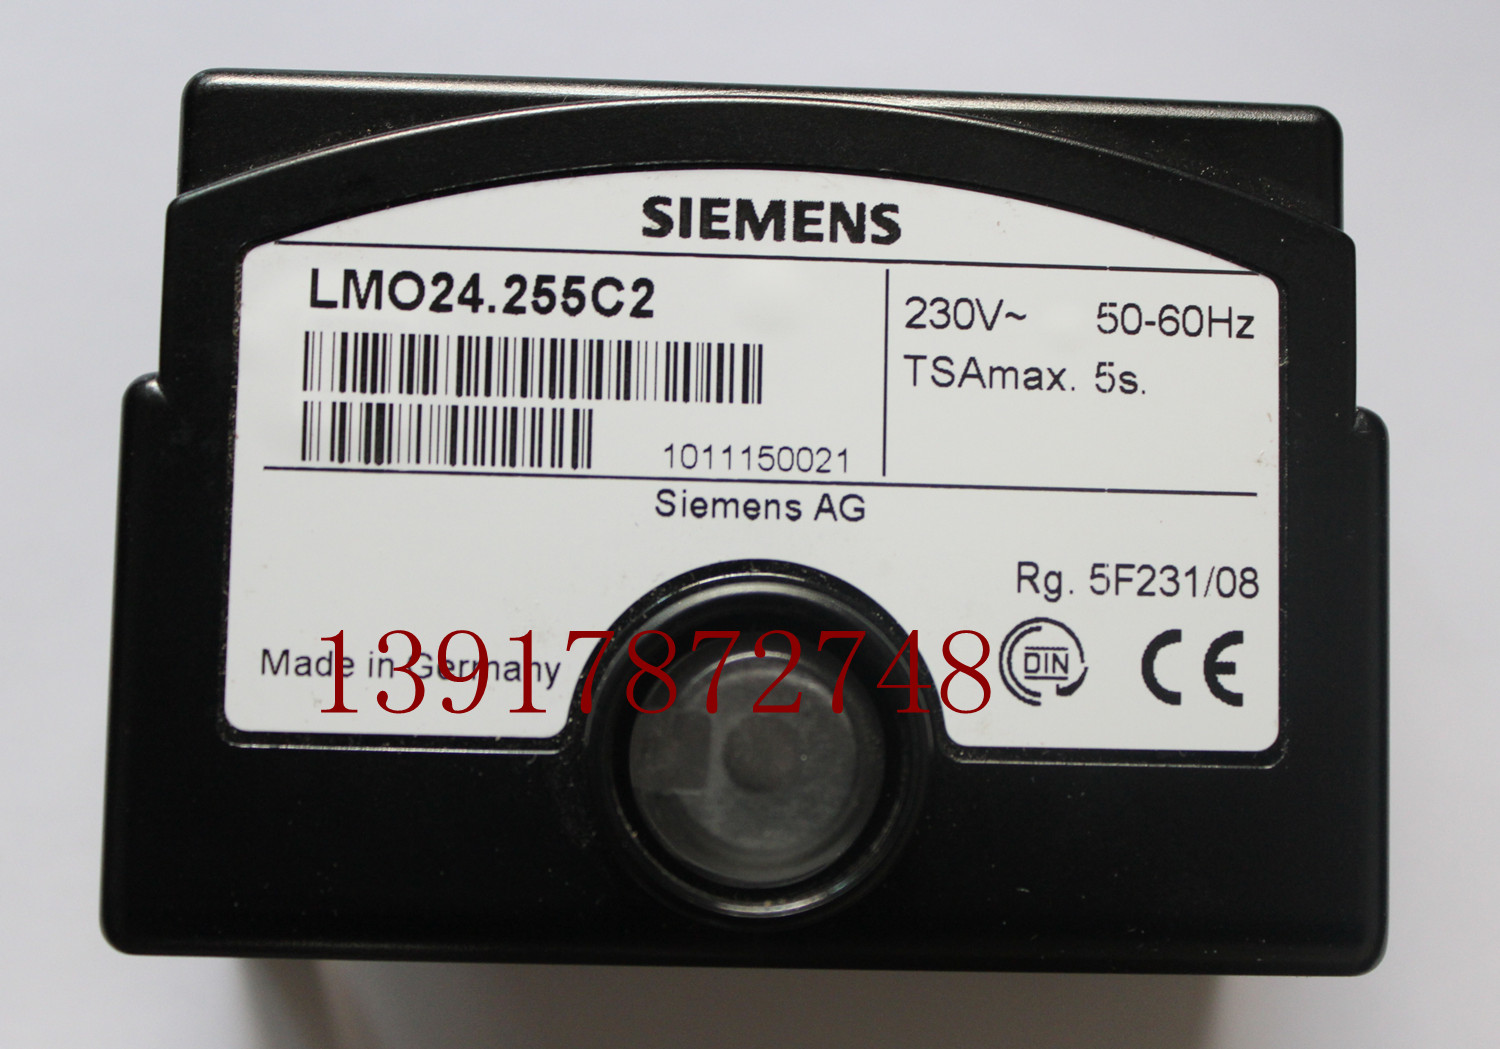 SIEMENS
LMO24.255C2
230V~ 50-60Hz
TSAmax. 5s.
1011150021
Siemens AG
Rg. 5F231/08
Made in Germany
13917872748
DIN
CE